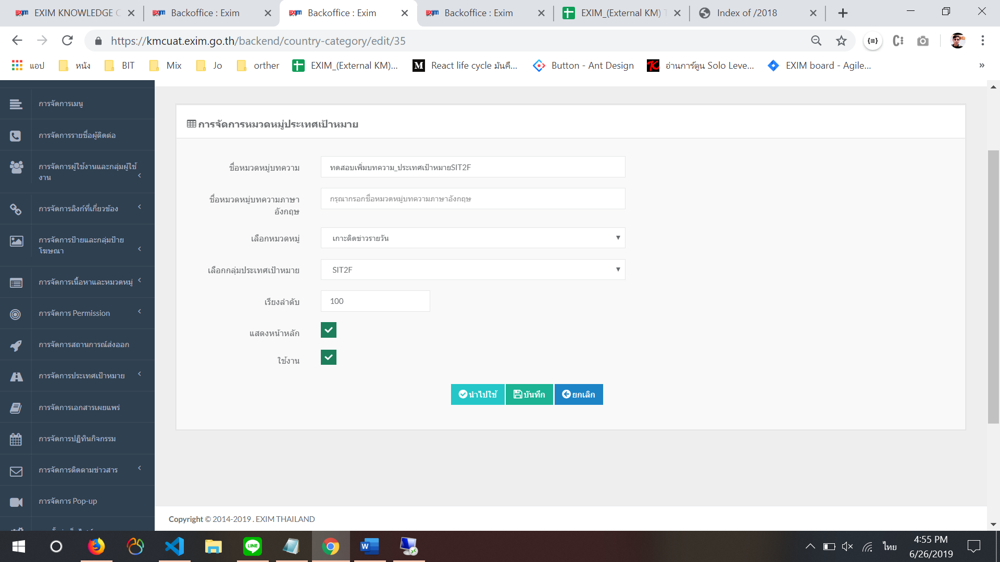 EXIM KNOWLEDGE C
Backoffice : Exim
Backoffice : Exim
Backoffice : Exim
EXIM_(External KM) T
Index of /2018
https://kmcuat.exim.go.th/backend/country-category/edit/35
แอป
หนัง
BIT
Mix
Jo
orther
EXIM_(External KM)...
React life cycle มันคื...
Button - Ant Design
อ่านการ์ตูน Solo Leve...
EXIM board - Agile...
»
การจัดการเมนู
การจัดการรายชื่อผู้ติดต่อ
การจัดการผู้ใช้งานและกลุ่มผู้ใช้
งาน
การจัดการลิงก์ที่เกี่ยวข้อง
การจัดการป้ายและกลุ่มป้าย
โฆษณา
การจัดการเนื้อหาและหมวดหมู่
การจัดการ Permission
การจัดการสถานการณ์ส่งออก
การจัดการประเทศเป้าหมาย
การจัดการเอกสารเผยแพร่
การจัดการปฏิทินกิจกรรม
การจัดการติดตามข่าวสาร
การจัดการ Pop-up
การจัดการหมวดหมู่ประเทศเป้าหมาย
ชื่อหมวดหมู่บทความ
ทดสอบเพิ่มบทความ_ประเทศเป้าหมายSIT2F
ชื่อหมวดหมู่บทความภาษา
อังกฤษ
กรุณากรอกชื่อหมวดหมู่บทความภาษาอังกฤษ
เลือกหมวดหมู่
เกาะติดข่าวรายวัน
เลือกกลุ่มประเทศเป้าหมาย
SIT2F
เรียงลำดับ
100
แสดงหน้าหลัก
ใช้งาน
นำไปใช้
บันทึก
ยกเลิก
Copyright © 2014-2019 . EXIM THAILAND
LINE
ไทย
4:55 PM
6/26/2019